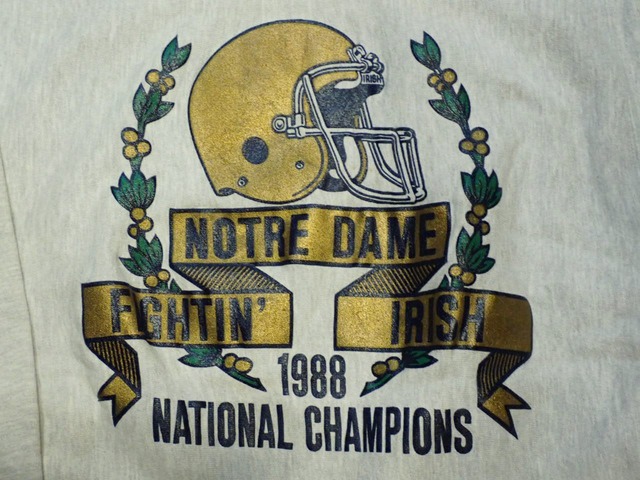 IRISH
NOTRE DAME
FIGHTIN' IRISH
1988
NATIONAL CHAMPIONS